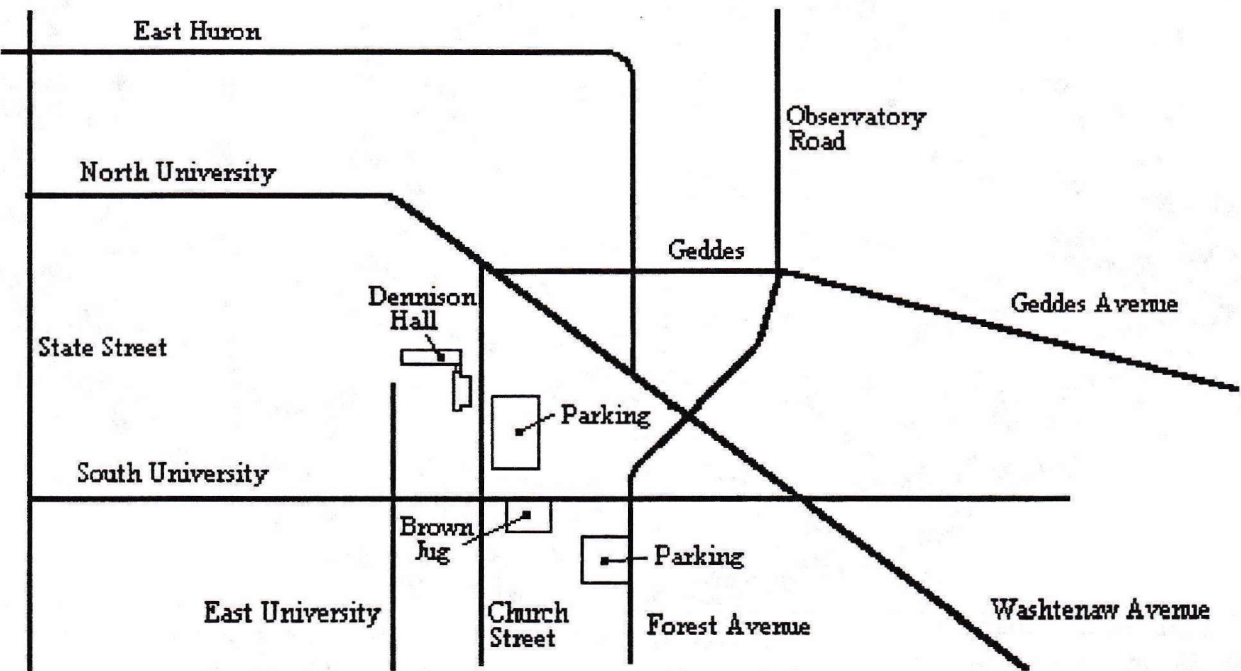 East Huron
Observatory
Road
North University
Geddes
Dennison
Hall
Geddes Avenue
State Street
Parking
South University
Brown
Jug
Parking
East University
Church
Street
Forest Avenue
Washtenaw Avenue